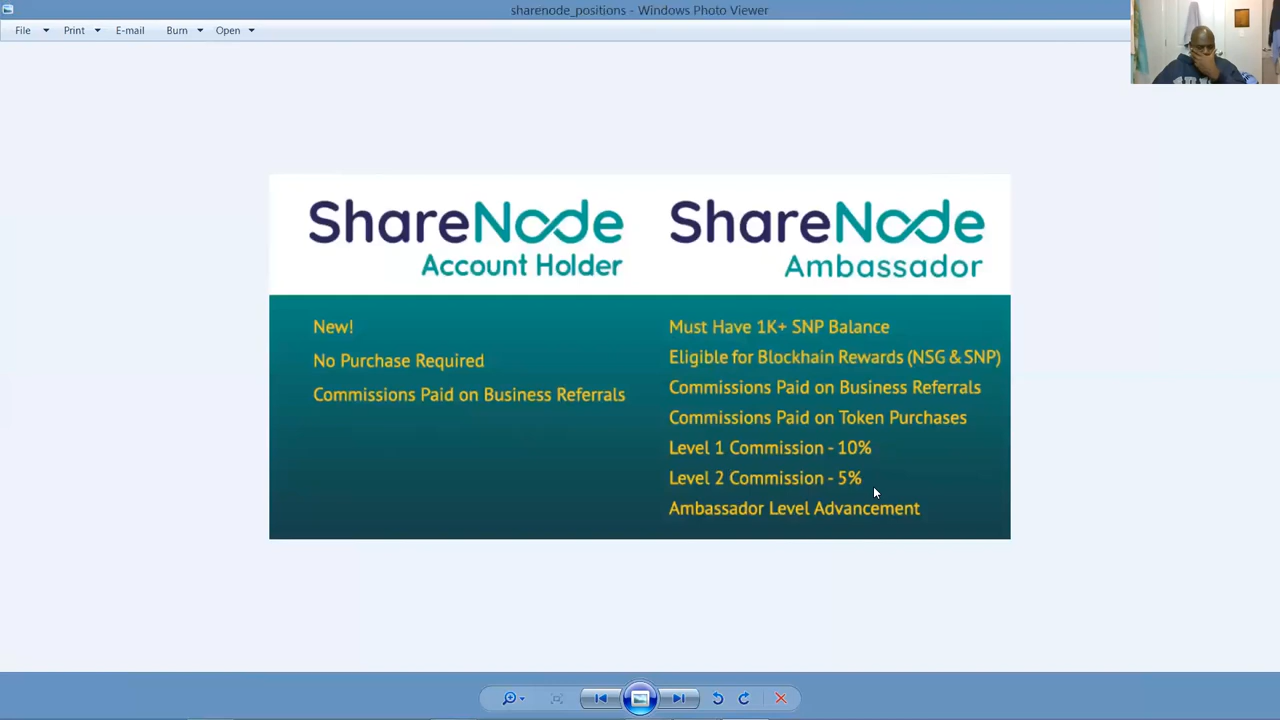 sharenode_positions - Windows Photo Viewer
File Print E-mail Burn Open
ShareNode
Account Holder
New!
No Purchase Required
Commissions Paid on Business Referrals
ShareNode
Ambassador
Must Have 1K+ SNP Balance
Eligible for Blockhain Rewards (NSG & SNP)
Commissions Paid on Business Referrals
Commissions Paid on Token Purchases
Level 1 Commission - 10%
Level 2 Commission - 5%
Ambassador Level Advancement